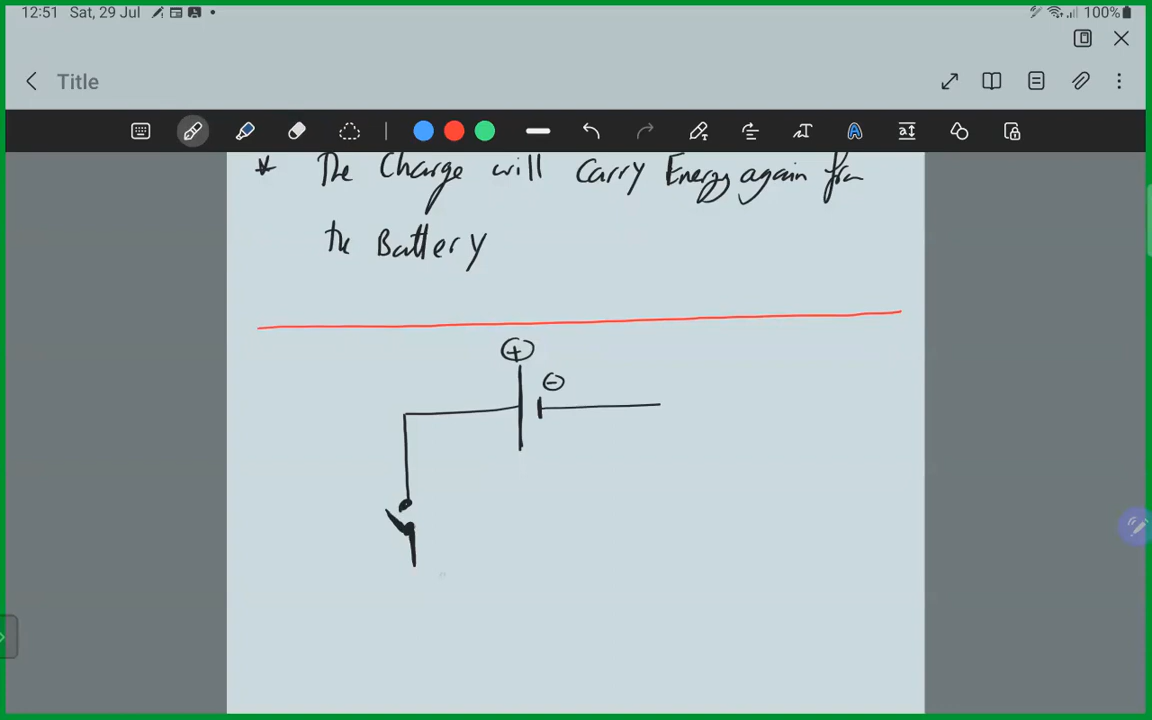 12:51 Sat, 29 Jul
100%
Title
* The Charge will Carry Energy again from
the Battery
+
-